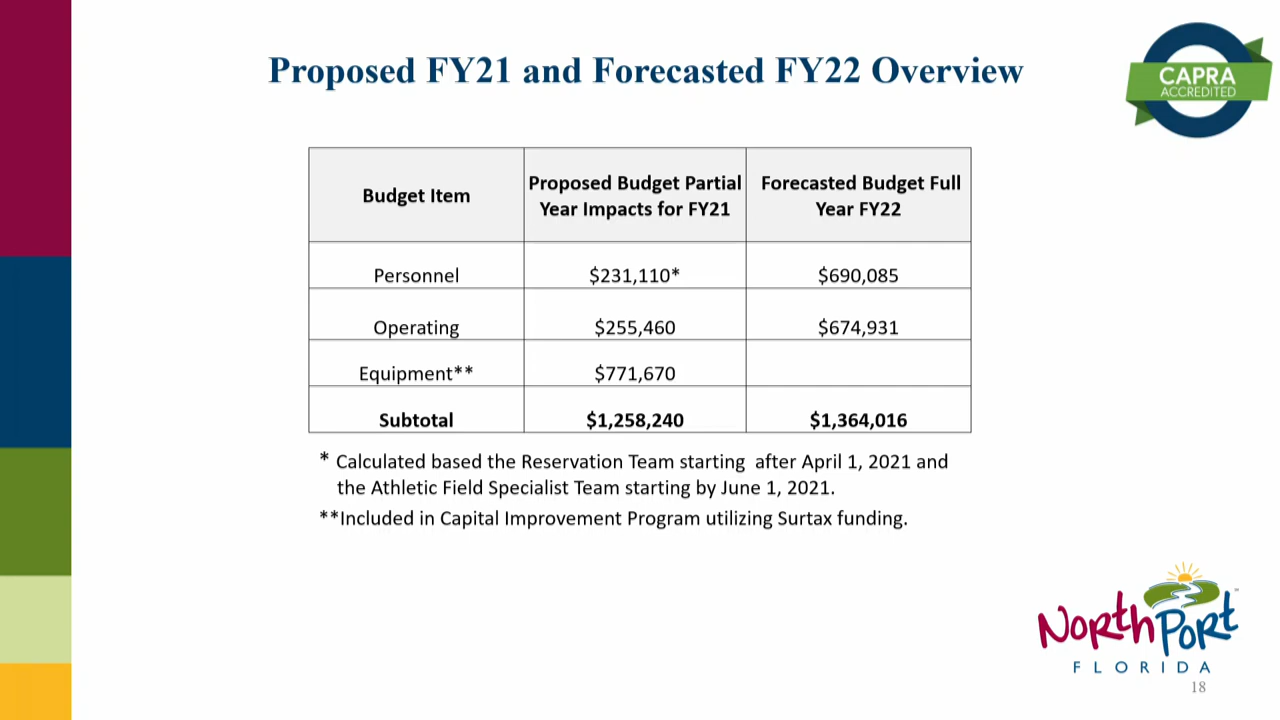 Proposed FY21 and Forecasted FY22 Overview
CAPRA
ACCREDITED
Budget Item
Proposed Budget Partial
Year Impacts for FY21
Forecasted Budget Full
Year FY22
Personnel
$231,110*
$690,085
Operating
$255,460
$674,931
Equipment**
$771,670
Subtotal
$1,258,240
$1,364,016
* Calculated based the Reservation Team starting after April 1, 2021 and
the Athletic Field Specialist Team starting by June 1, 2021.
**Included in Capital Improvement Program utilizing Surtax funding.
North Port
FLORIDA
18